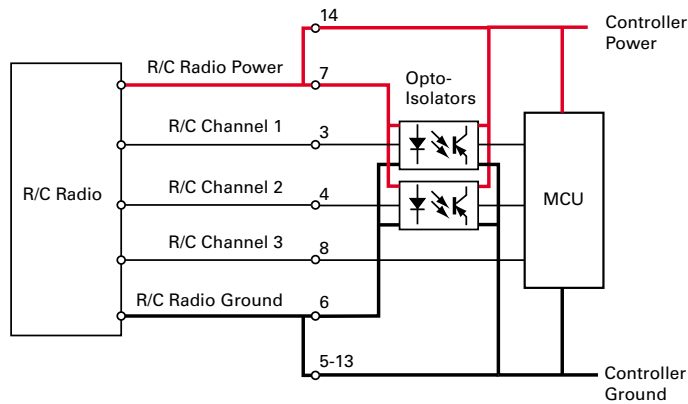 14
Controller
Power
R/C Radio Power
7
Opto-
Isolators
R/C Channel 1
3
R/C Radio
R/C Channel 2
4
MCU
R/C Channel 3
8
R/C Radio Ground
6
5-13
Controller
Ground